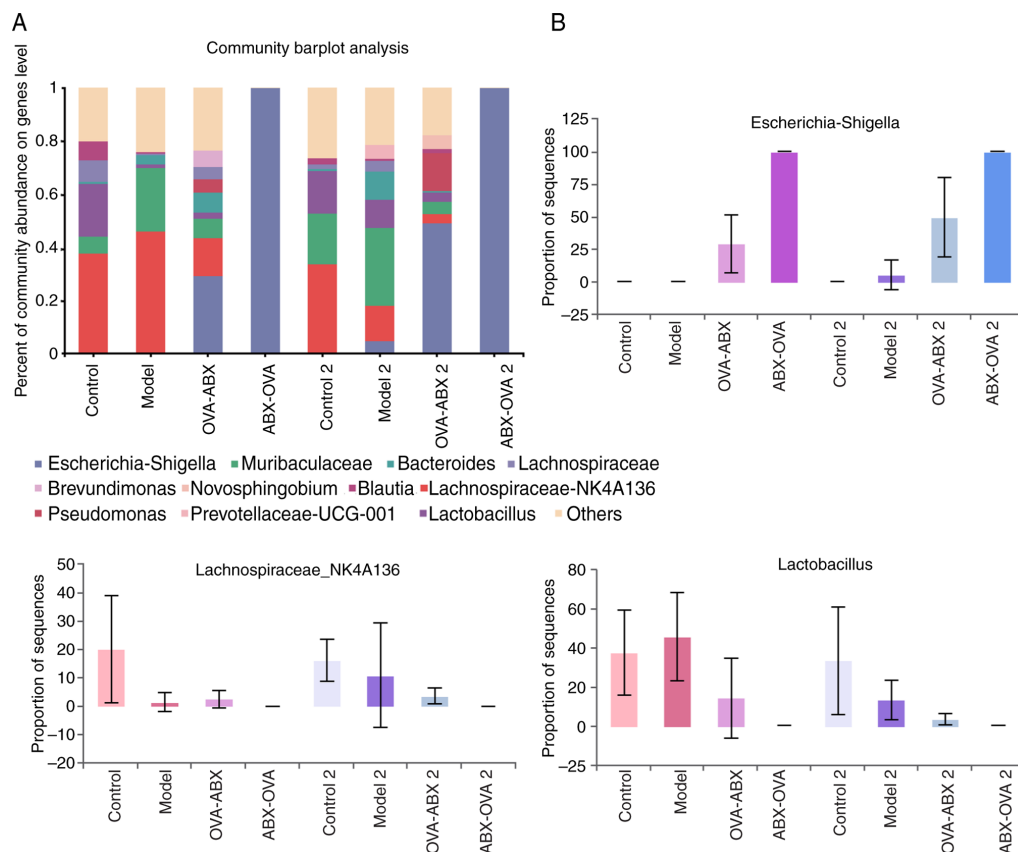 A
Community barplot analysis
Percent of community abundance on genes level
1
0.8
0.6
0.4
0.2
0
Control
Model
OVA-ABX
ABX-OVA
Control 2
Model 2
OVA-ABX 2
ABX-OVA 2
B
Escherichia-Shigella
Proportion of sequences
125
100
75
50
25
0
–25
Control
Model
OVA-ABX
ABX-OVA
Control 2
Model 2
OVA-ABX 2
ABX-OVA 2
Escherichia-Shigella Muribaculaceae Bacteroides Lachnospiraceae
Brevundimonas Novosphingobium Blautia Lachnospiraceae-NK4A136
Pseudomonas Prevotellaceae-UCG-001 Lactobacillus Others
Lachnospiraceae_NK4A136
Proportion of sequences
50
40
30
20
10
0
–10
–20
Control
Model
OVA-ABX
ABX-OVA
Control 2
Model 2
OVA-ABX 2
ABX-OVA 2
Lactobacillus
Proportion of sequences
80
60
40
20
0
–25
Control
Model
OVA-ABX
ABX-OVA
Control 2
Model 2
OVA-ABX 2
ABX-OVA 2